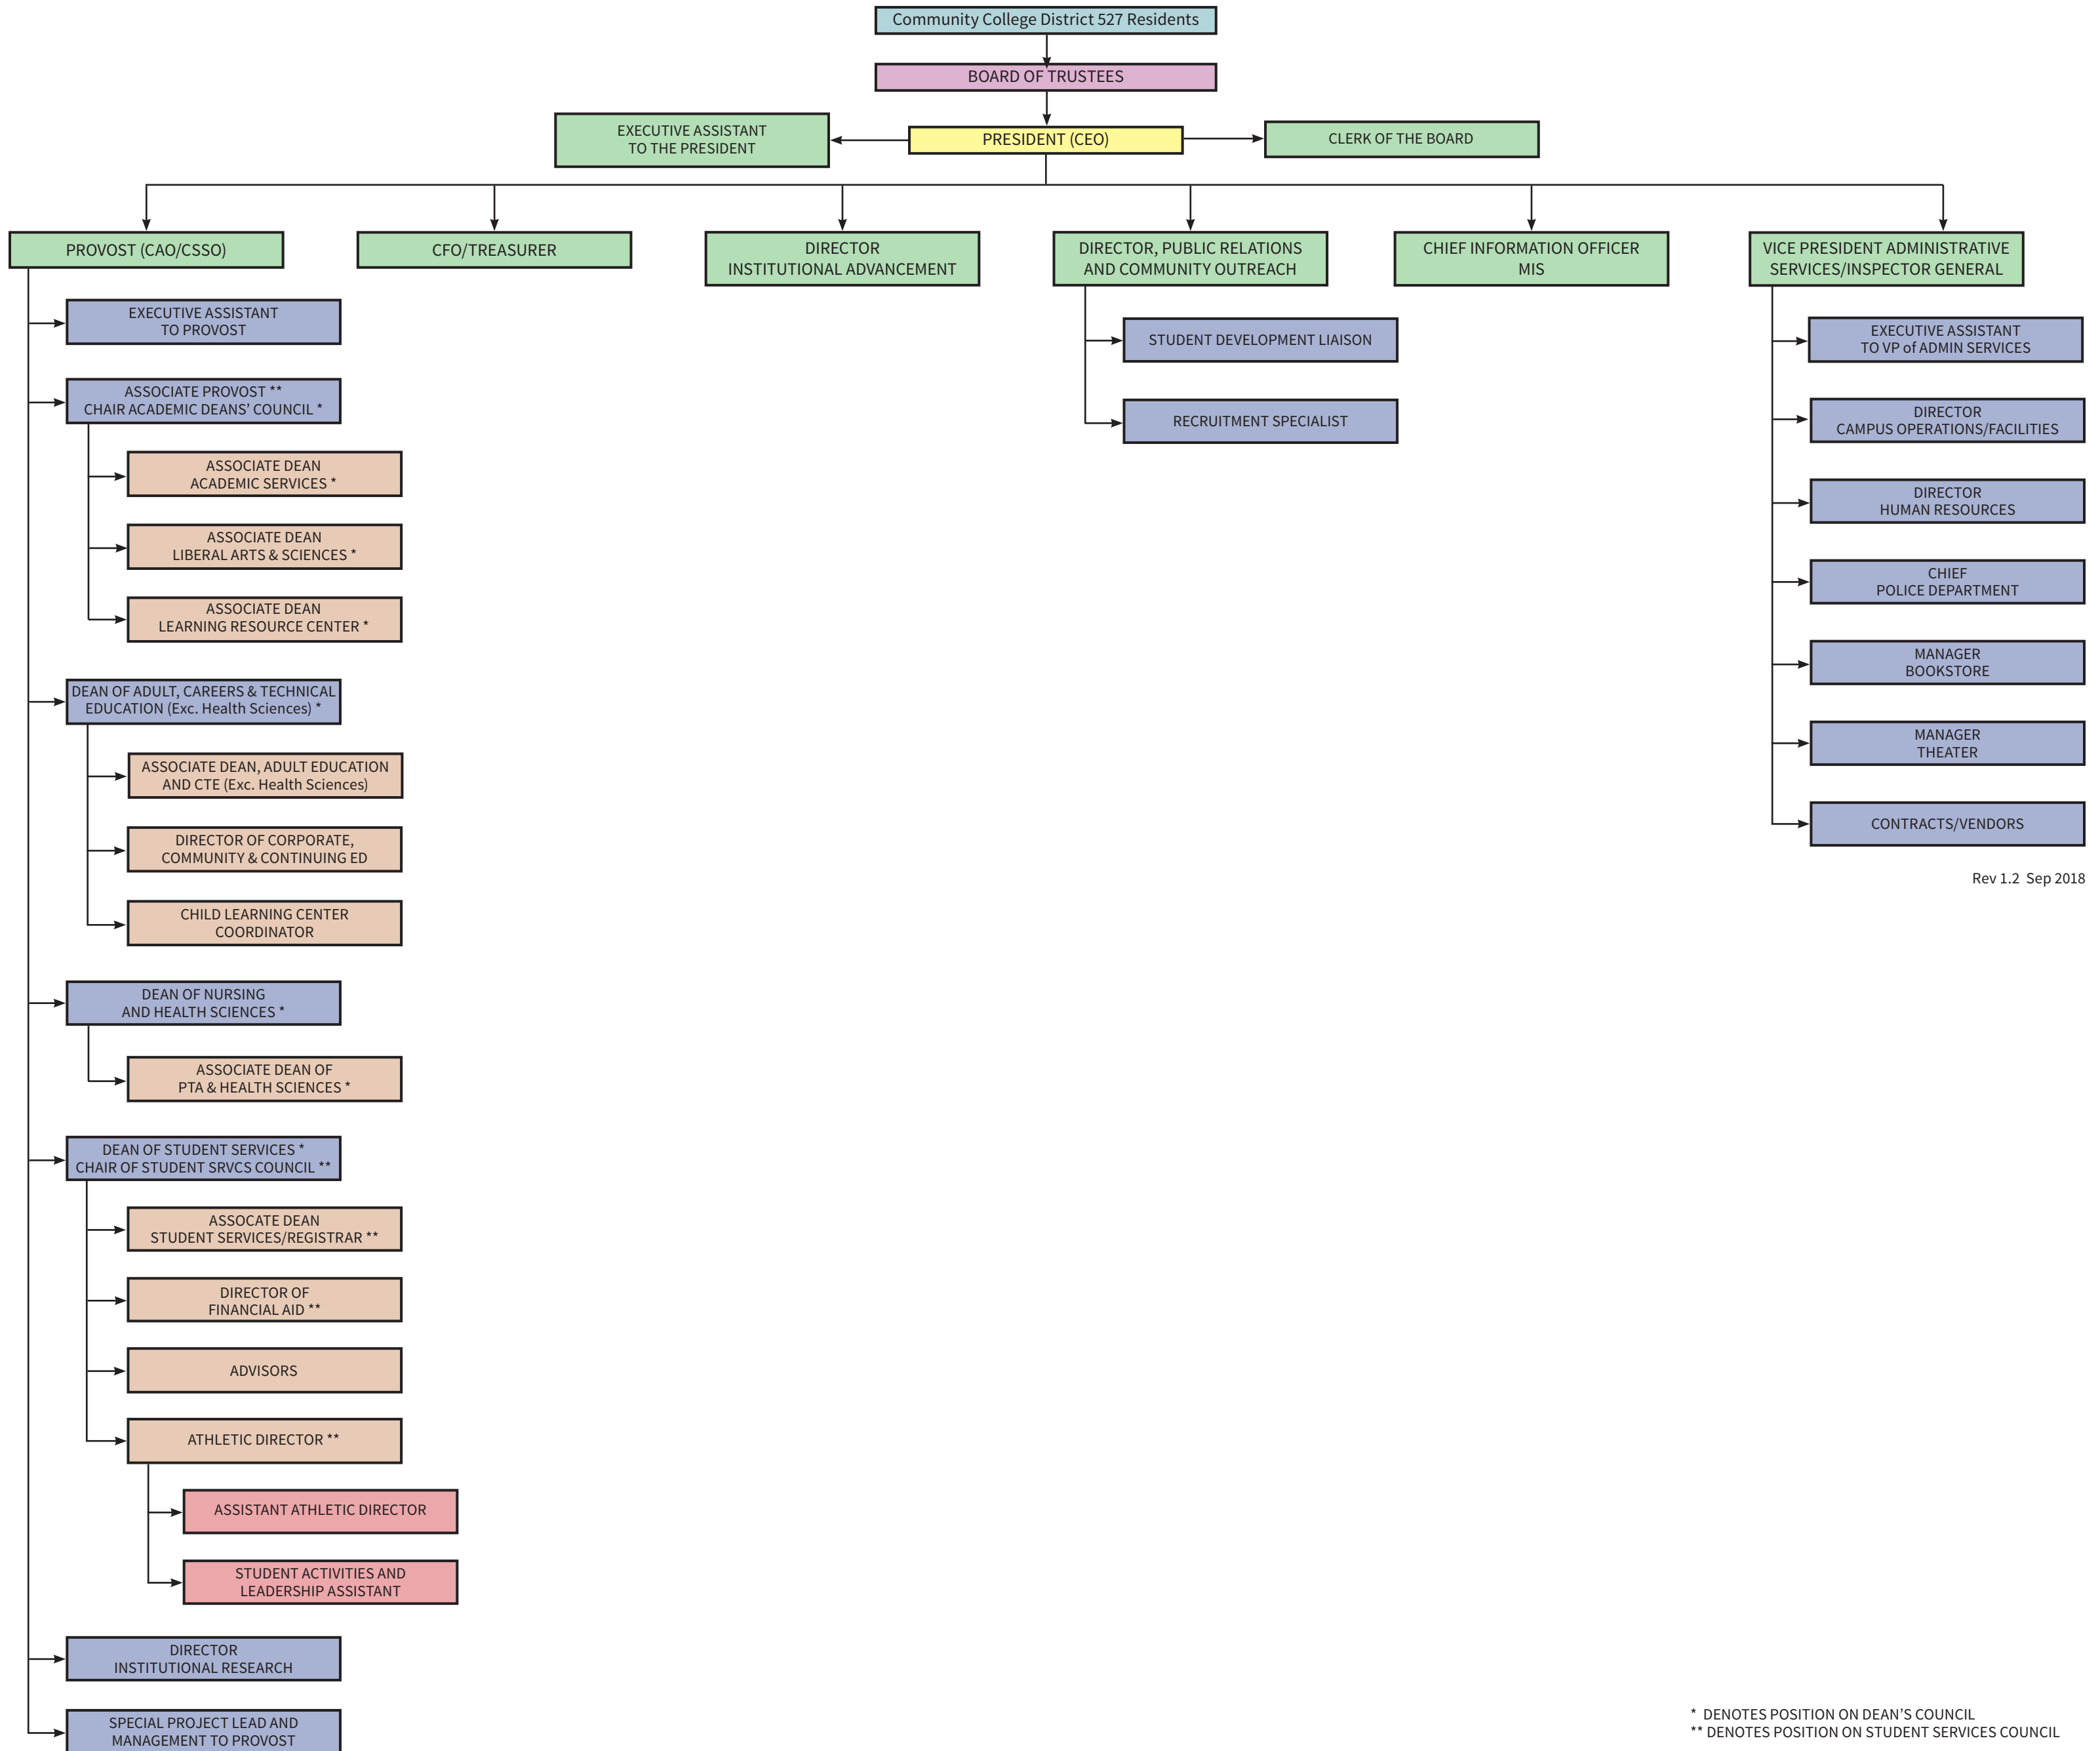 Community College District 527 Residents
BOARD OF TRUSTEES
EXECUTIVE ASSISTANT
TO THE PRESIDENT
PRESIDENT (CEO)
CLERK OF THE BOARD
PROVOST (CAO/CSSO)
CFO/TREASURER
DIRECTOR
INSTITUTIONAL ADVANCEMENT
DIRECTOR, PUBLIC RELATIONS
AND COMMUNITY OUTREACH
CHIEF INFORMATION OFFICER
MIS
VICE PRESIDENT ADMINISTRATIVE
SERVICES/INSPECTOR GENERAL
EXECUTIVE ASSISTANT
TO PROVOST
ASSOCIATE PROVOST **
CHAIR ACADEMIC DEANS’ COUNCIL *
ASSOCIATE DEAN
ACADEMIC SERVICES *
ASSOCIATE DEAN
LIBERAL ARTS & SCIENCES *
ASSOCIATE DEAN
LEARNING RESOURCE CENTER *
DEAN OF ADULT, CAREERS & TECHNICAL
EDUCATION (Exc. Health Sciences) *
ASSOCIATE DEAN, ADULT EDUCATION
AND CTE (Exc. Health Sciences)
DIRECTOR OF CORPORATE,
COMMUNITY & CONTINUING ED
CHILD LEARNING CENTER
COORDINATOR
DEAN OF NURSING
AND HEALTH SCIENCES *
ASSOCIATE DEAN OF
PTA & HEALTH SCIENCES *
DEAN OF STUDENT SERVICES *
CHAIR OF STUDENT SRVCS COUNCIL **
ASSOCATE DEAN
STUDENT SERVICES/REGISTRAR **
DIRECTOR OF
FINANCIAL AID **
ADVISORS
ATHLETIC DIRECTOR **
ASSISTANT ATHLETIC DIRECTOR
STUDENT ACTIVITIES AND
LEADERSHIP ASSISTANT
DIRECTOR
INSTITUTIONAL RESEARCH
SPECIAL PROJECT LEAD AND
MANAGEMENT TO PROVOST
STUDENT DEVELOPMENT LIAISON
RECRUITMENT SPECIALIST
EXECUTIVE ASSISTANT
TO VP of ADMIN SERVICES
DIRECTOR
CAMPUS OPERATIONS/FACILITIES
DIRECTOR
HUMAN RESOURCES
CHIEF
POLICE DEPARTMENT
MANAGER
BOOKSTORE
MANAGER
THEATER
CONTRACTS/VENDORS
Rev 1.2 Sep 2018
* DENOTES POSITION ON DEAN’S COUNCIL
** DENOTES POSITION ON STUDENT SERVICES COUNCIL